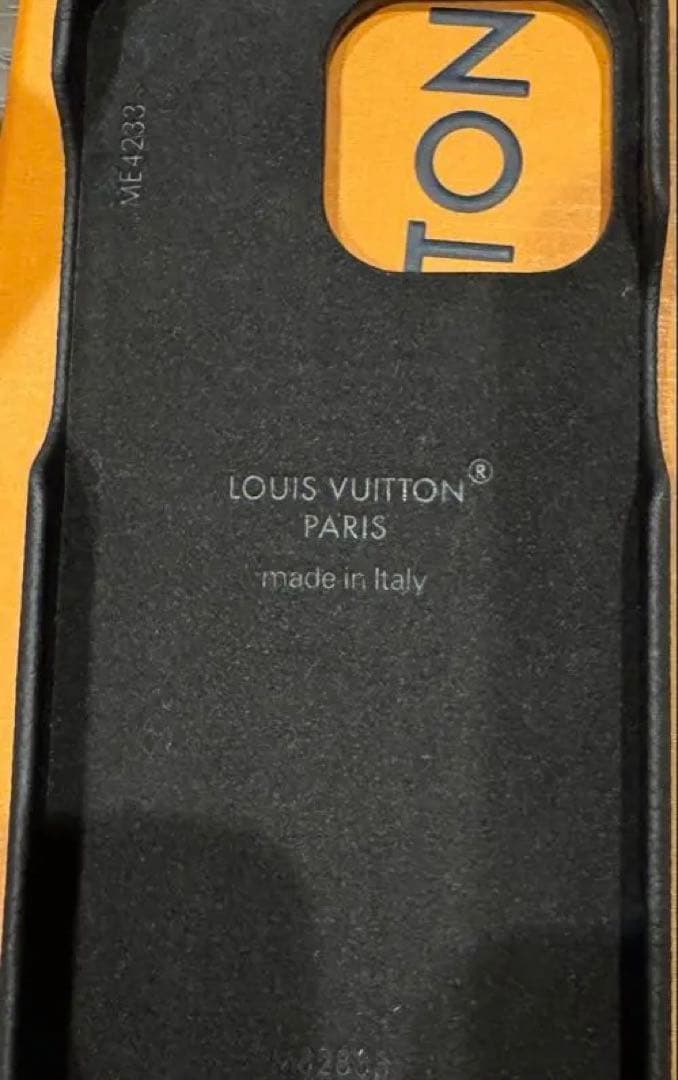 TON
ME4233
LOUIS VUITTON®
PARIS
made in Italy